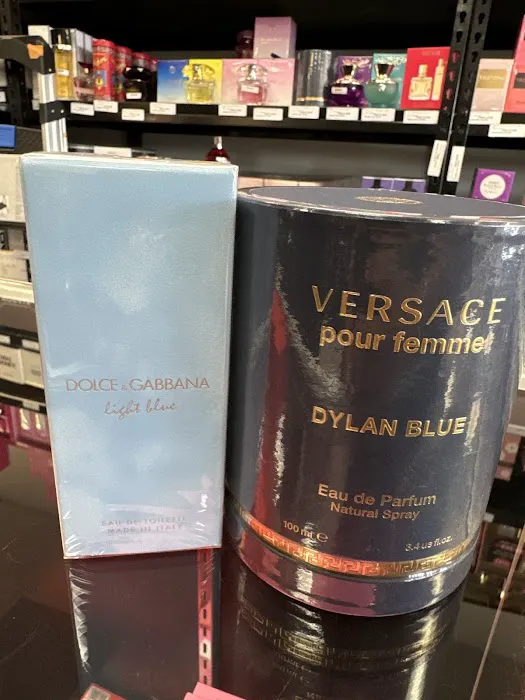 DOLCE & GABBANA
light blue
EAU DE TOILETTE
MADE IN ITALY
VERSACE
pour femme
DYLAN BLUE
Eau de Parfum
Natural Spray
100 ml e
3.4 us fl.oz.